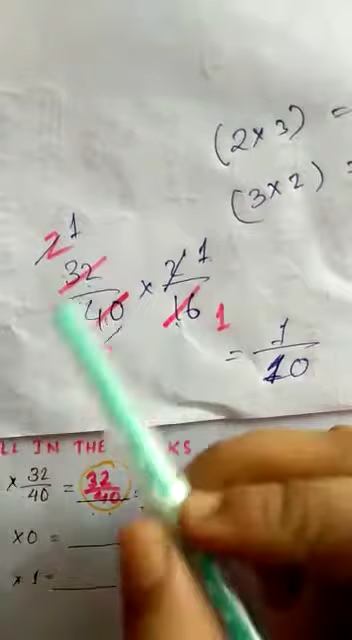 (2×3) =
(3×2) =
2 1
32/40 × 2/16 1 1
= 1/10
IN THE KS
× 32/40 = 32/40 =
×0 =
×1=